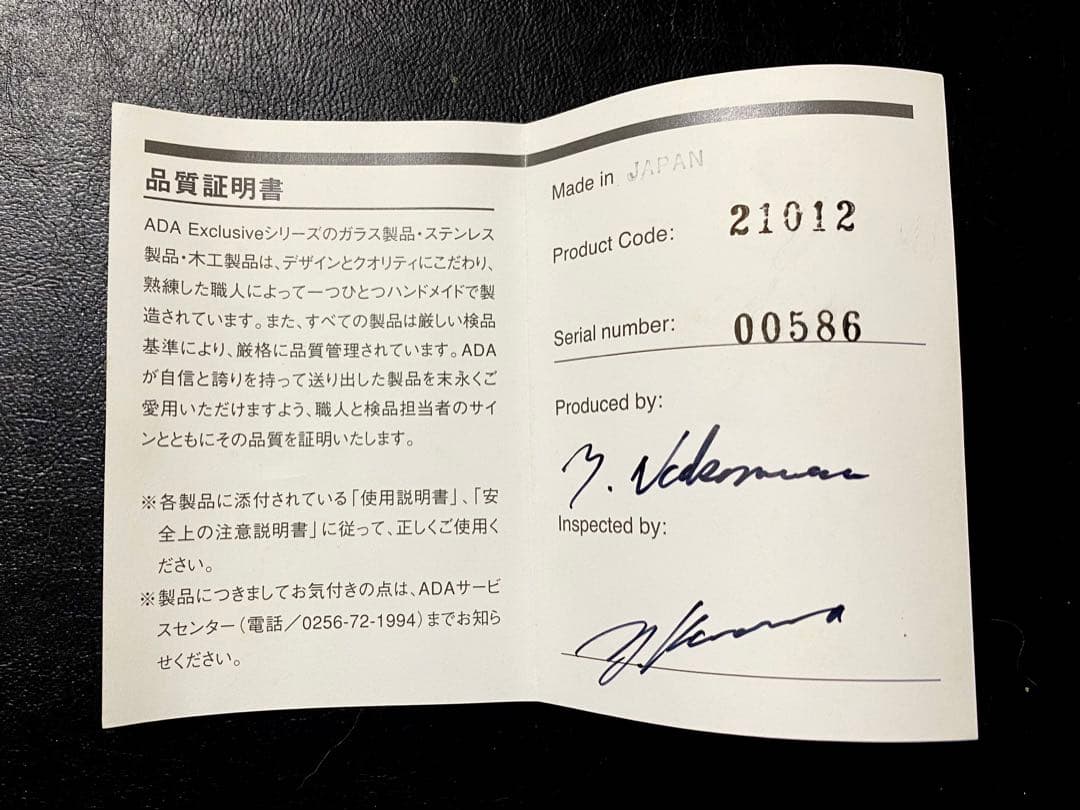 品質証明書
ADA Exclusiveシリーズのガラス製品・ステンレス
製品・木工製品は、デザインとクオリティにこだわり、
熟練した職人によって一つひとつハンドメイドで製
造されています。また、すべての製品は厳しい検品
基準により、厳格に品質管理されています。ADA
が自信と誇りを持って送り出した製品を末永くご
愛用いただけますよう、職人と検品担当者のサイ
ンとともにその品質を証明いたします。
※各製品に添付されている「使用説明書」、「安
全上の注意説明書」に従って、正しくご使用く
ださい。
※製品につきましてお気付きの点は、ADAサービ
スセンター（電話／0256-72-1994）までお知ら
せください。
Made in JAPAN
Product Code: 21012
Serial number: 00586
Produced by:
Inspected by: